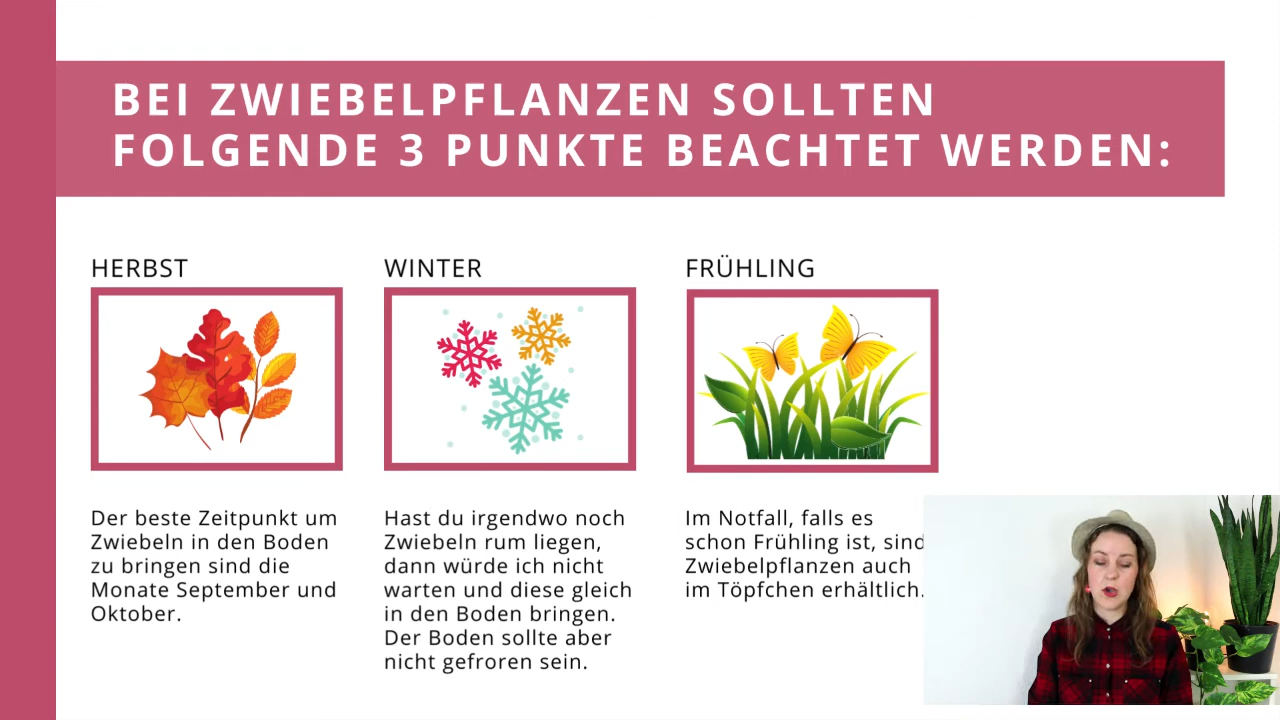 BEI ZWIEBELPFLANZEN SOLLTEN
FOLGENDE 3 PUNKTE BEACHTET WERDEN:
HERBST
Der beste Zeitpunkt um
Zwiebeln in den Boden
zu bringen sind die
Monate September und
Oktober.
WINTER
Hast du irgendwo noch
Zwiebeln rum liegen,
dann würde ich nicht
warten und diese gleich
in den Boden bringen.
Der Boden sollte aber
nicht gefroren sein.
FRÜHLING
Im Notfall, falls es
schon Frühling ist, sind
Zwiebelpflanzen auch
im Töpfchen erhältlich.